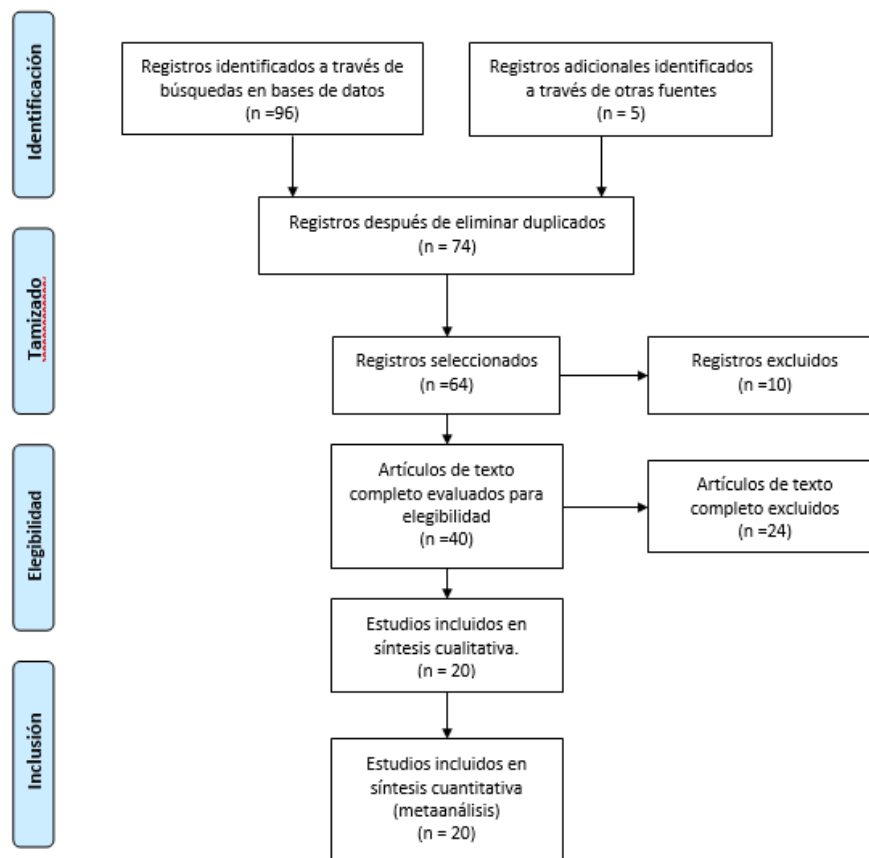 Identificación
Registros identificados a través de
búsquedas en bases de datos
(n =96)
Registros adicionales identificados
a través de otras fuentes
(n = 5)
Registros después de eliminar duplicados
(n = 74)
Tamizado
Registros seleccionados
(n =64)
Registros excluidos
(n =10)
Elegibilidad
Artículos de texto
completo evaluados para
elegibilidad
(n =40)
Artículos de texto
completo excluidos
(n =24)
Estudios incluidos en
síntesis cualitativa.
(n = 20)
Inclusión
Estudios incluidos en
síntesis cuantitativa
(metaanálisis)
(n = 20)